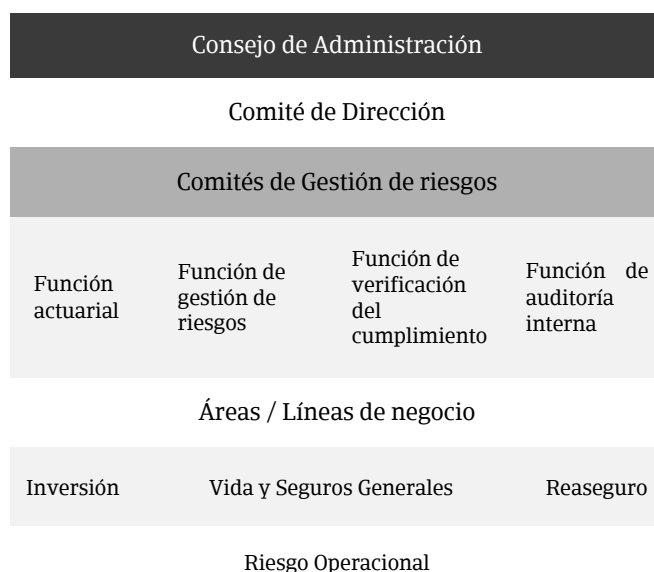 Consejo de Administración
Comité de Dirección
Comités de Gestión de riesgos
Función
actuarial
Función de
gestión de
riesgos
Función de
verificación
del
cumplimiento
Función de
auditoría
interna
Áreas / Líneas de negocio
Inversión
Vida y Seguros Generales
Reaseguro
Riesgo Operacional